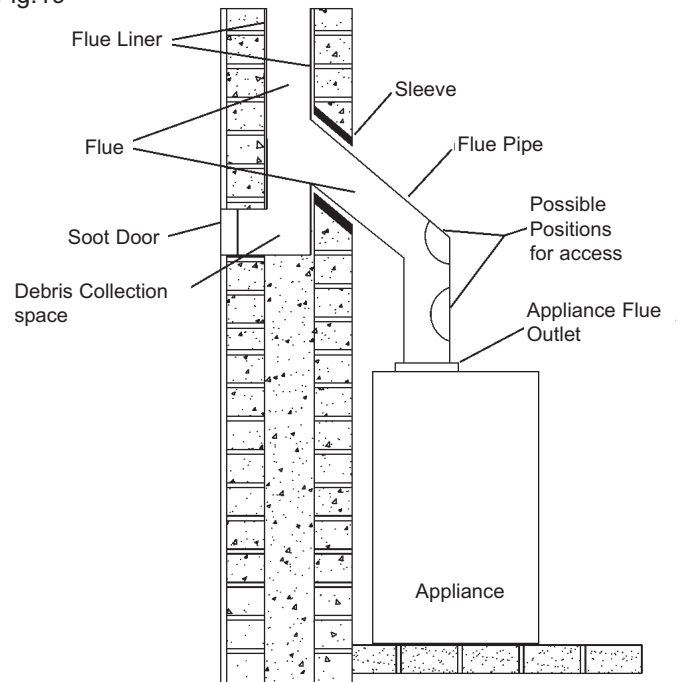 Flue Liner
Sleeve
Flue
Flue Pipe
Possible
Positions
for access
Soot Door
Debris Collection
space
Appliance Flue
Outlet
Appliance